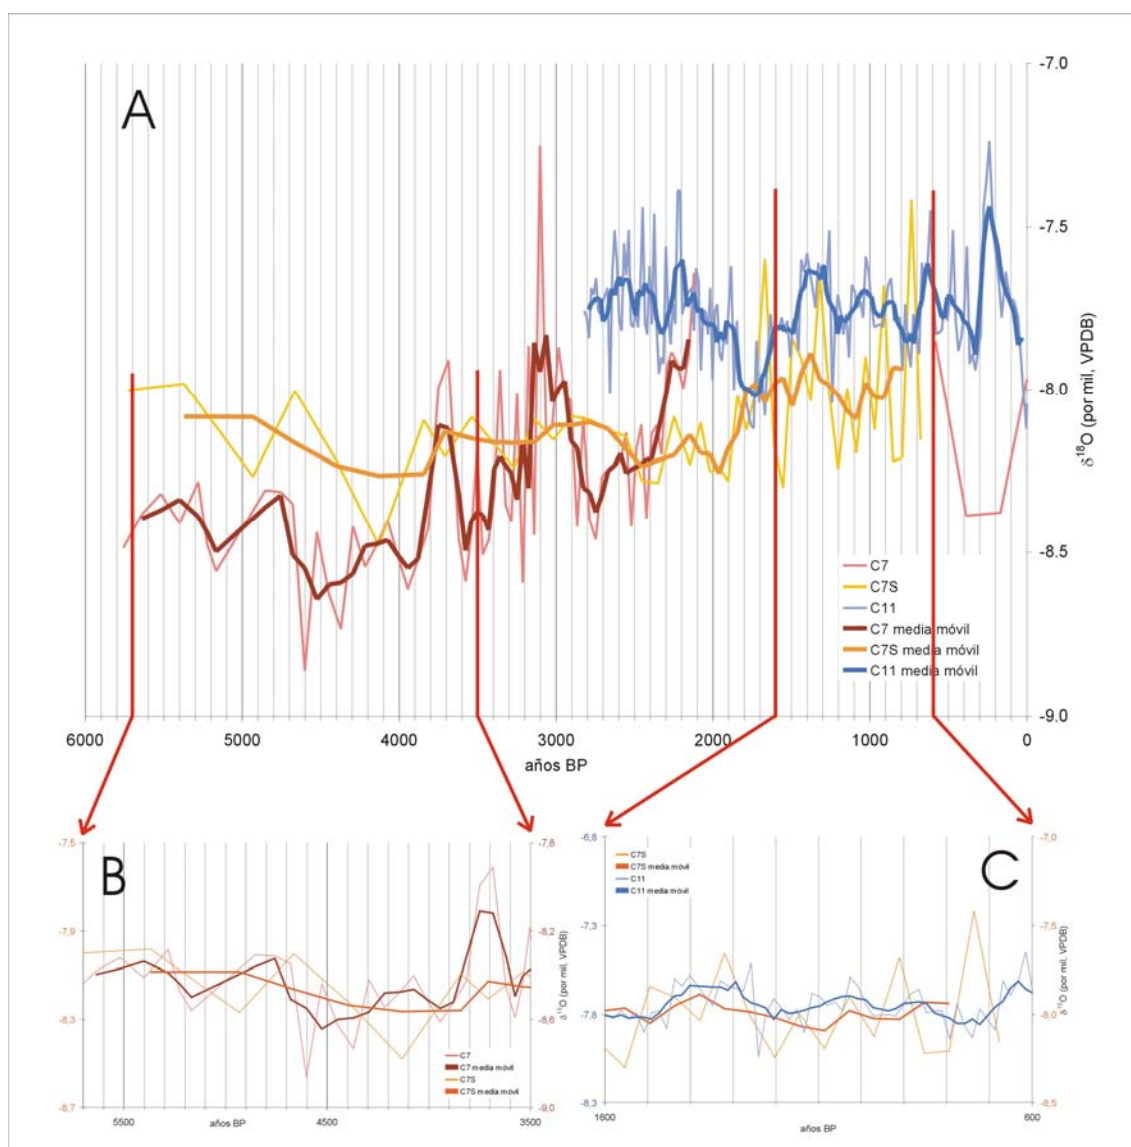 A
-7.0
-7.5
-8.0
-8.5
-9.0
δ18O (por mil, VPDB)
C7
C7S
C11
C7 media móvil
C7S media móvil
C11 media móvil
6000 5000 4000 3000 2000 1000 0
años BP
B
-7,5
-7,9
-8,3
-8,7
-7,8
-8,2
-8,6
-9,0
δ18O (por mil, VPDB)
C7
C7 media móvil
C7S
C7S media móvil
5500 4500 3500
años BP
C
-6,8
-7,3
-7,8
-8,3
C7S
C7S media móvil
C11
C11 media móvil
-7,0
-7,5
-8,0
-8,5
δ18O (por mil, VPDB)
1600 600
años BP